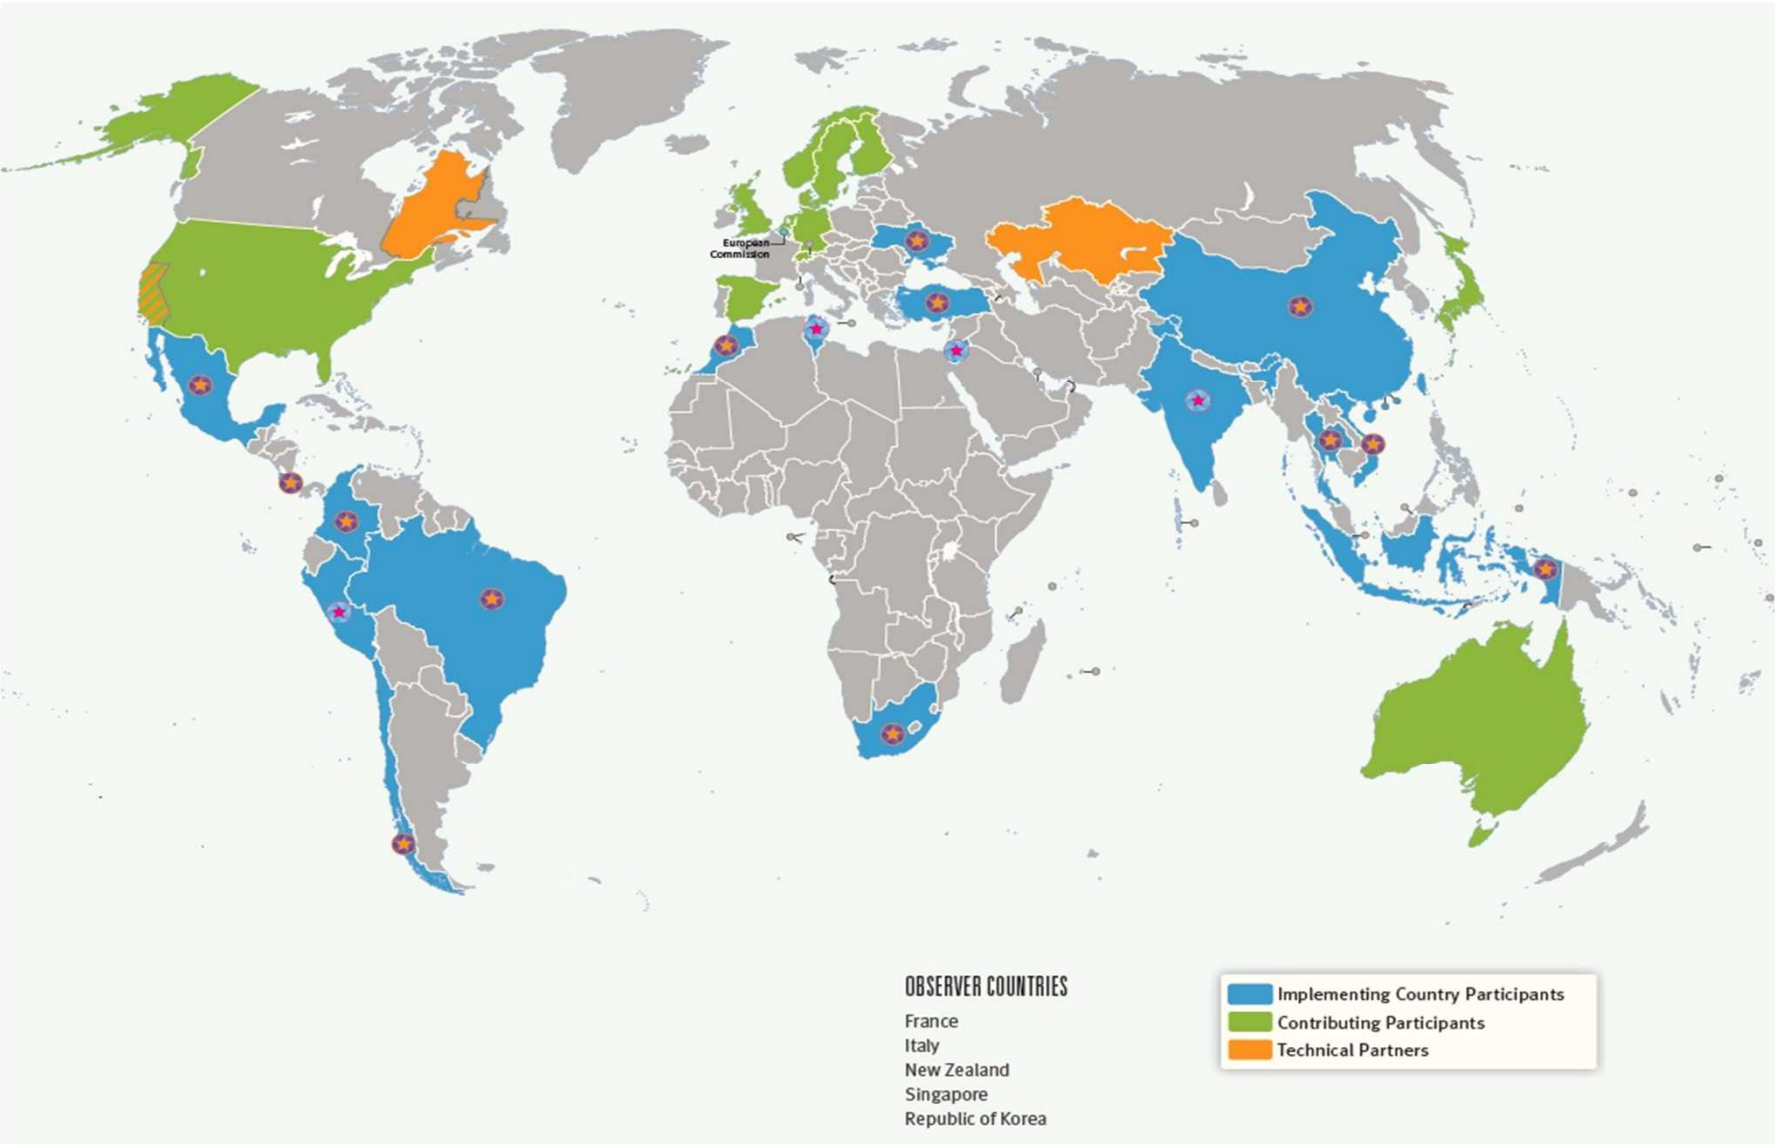 European
Commission
OBSERVER COUNTRIES
France
Italy
New Zealand
Singapore
Republic of Korea
Implementing Country Participants
Contributing Participants
Technical Partners